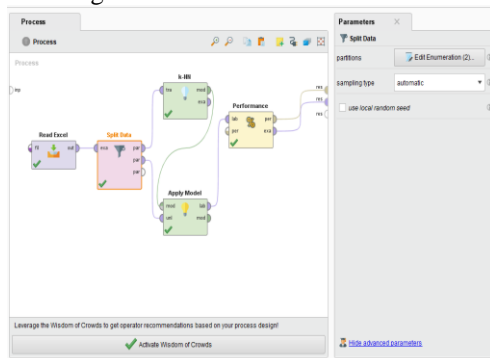 Process
Process
Process
inp
Read Excel
fil
out
Split Data
exa
par
par
par
k-NN
tra
mod
exa
Apply Model
mod
unl
lab
mod
Performance
lab
per
per
exa
res
res
res
Leverage the Wisdom of Crowds to get operator recommendations based on your process design!
Activate Wisdom of Crowds
Parameters
Split Data
partitions
Edit Enumeration (2)...
sampling type
automatic
use local random seed
Hide advanced parameters